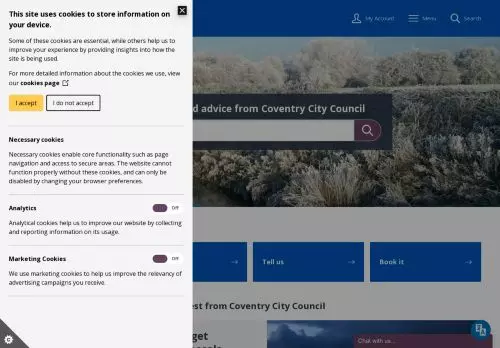 This site uses cookies to store information on
your device.
Some of these cookies are essential, while others help us to
improve your experience by providing insights into how the
site is being used.
For more detailed information about the cookies we use, view
our cookies page
I accept
I do not accept
Necessary cookies
Necessary cookies enable core functionality such as page
navigation and access to secure areas. The website cannot
function properly without these cookies, and can only be
disabled by changing your browser preferences.
Analytics
Off
Analytical cookies help us to improve our website by collecting
and reporting information on its usage.
Marketing Cookies
Off
We use marketing cookies to help us improve the relevancy of
advertising campaigns you receive.
My Account
Menu
Search
d advice from Coventry City Council
Tell us
Book it
est from Coventry City Council
Chat with us...